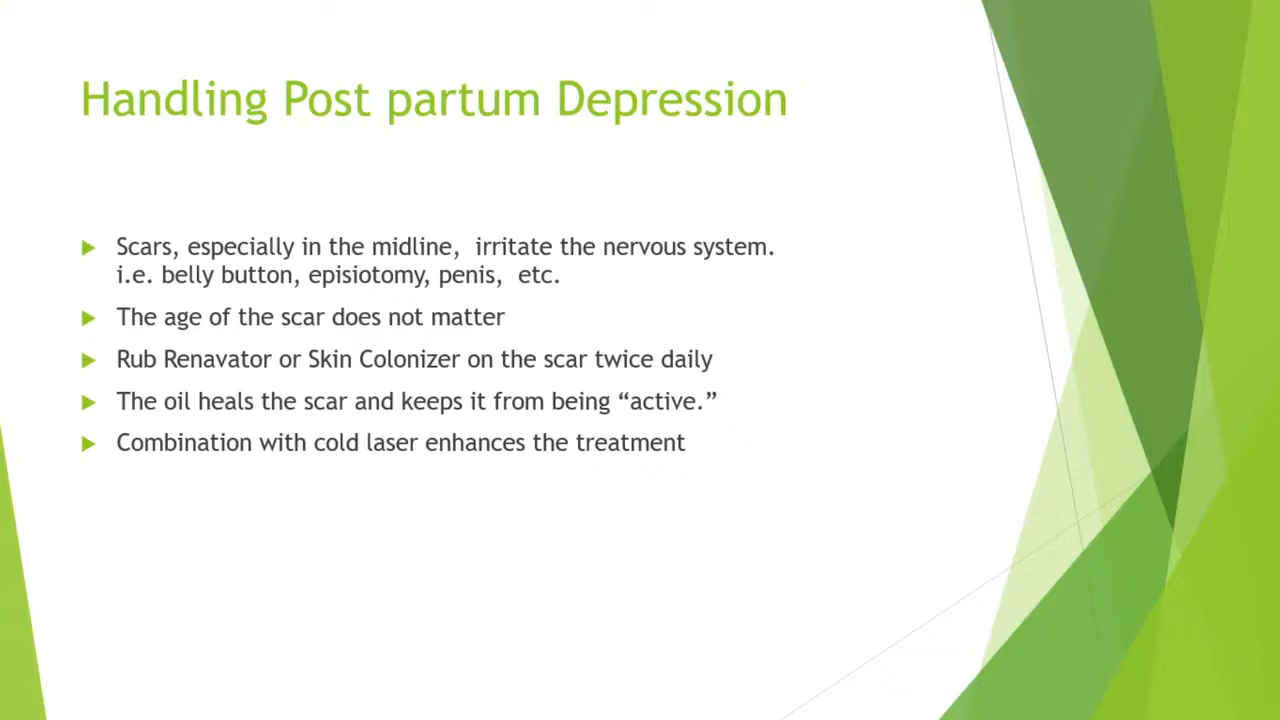 Handling Post partum Depression
Scars, especially in the midline,  irritate the nervous system.
i.e. belly button, episiotomy, penis,  etc.
The age of the scar does not matter
Rub Renavator or Skin Colonizer on the scar twice daily
The oil heals the scar and keeps it from being “active.”
Combination with cold laser enhances the treatment